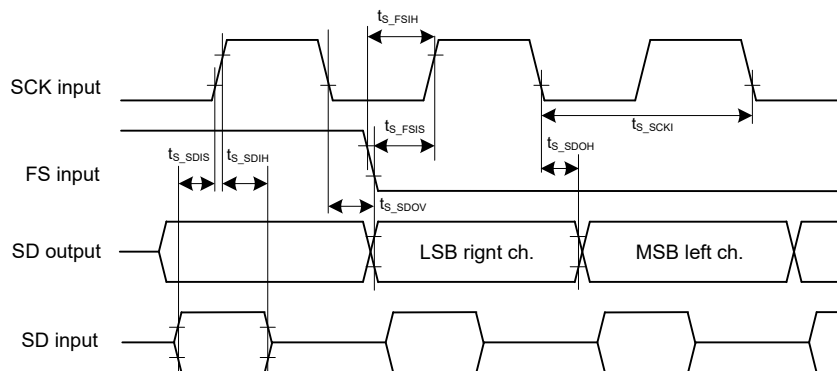 tS_FSIH
SCK input
tS_FSIS
tS_SCKI
tS_SDIS
tS_SDIH
tS_SDOH
FS input
tS_SDOV
SD output
LSB rignt ch.
MSB left ch.
SD input